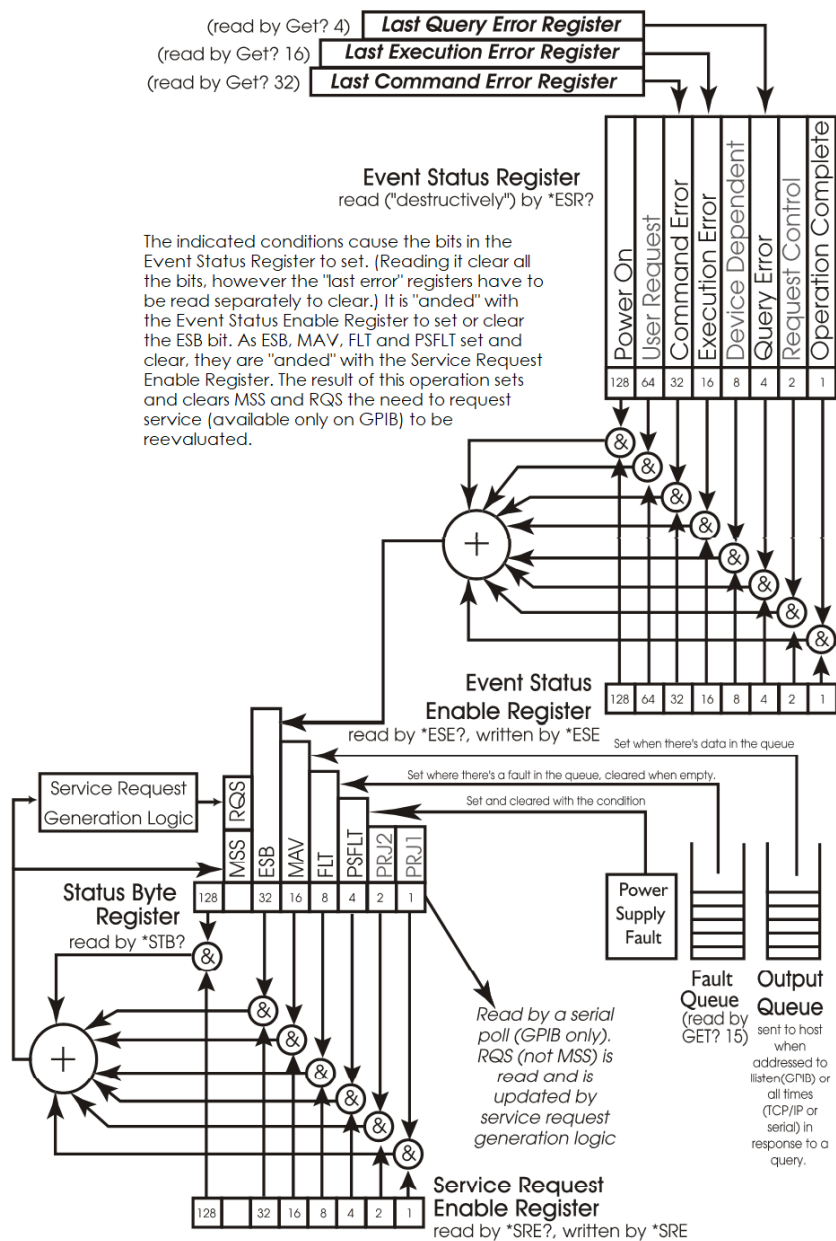 (read by Get? 4) Last Query Error Register
(read by Get? 16) Last Execution Error Register
(read by Get? 32) Last Command Error Register
Power On
User Request
Command Error
Execution Error
Device Dependent
Query Error
Request Control
Operation Complete
Event Status Register
read ("destructively") by *ESR?
The indicated conditions cause the bits in the
Event Status Register to set. (Reading it clear all
the bits, however the "last error" registers have to
be read separately to clear.) It is "anded" with
the Event Status Enable Register to set or clear
the ESB bit. As ESB, MAV, FLT and PSFLT set and
clear, they are "anded" with the Service Request
Enable Register. The result of this operation sets
and clears MSS and RQS the need to request
service (available only on GPIB) to be
reevaluated.
128 64 32 16 8 4 2 1
&
&
&
&
&
&
&
&
+
Event Status
Enable Register
read by *ESE?, written by *ESE
128 64 32 16 8 4 2 1
Set when there's data in the queue
Set where there's a fault in the queue, cleared when empty.
Set and cleared with the condition
Service Request
Generation Logic
RQS
MSS
ESB
MAV
FLT
PSFLT
PRJ2
PRJ1
128 32 16 8 4 2 1
Status Byte
Register
read by *STB?
Power
Supply
Fault
Fault
Queue
(read by
GET? 15)
Output
Queue
sent to host
when
addressed to
llisten(GPIB) or
all times
(TCP/IP or
serial) in
response to a
query.
&
&
&
&
&
&
&
+
Read by a serial
poll (GPIB only).
RQS (not MSS) is
read and is
updated by
service request
generation logic
Service Request
Enable Register
read by *SRE?, written by *SRE
128 32 16 8 4 2 1